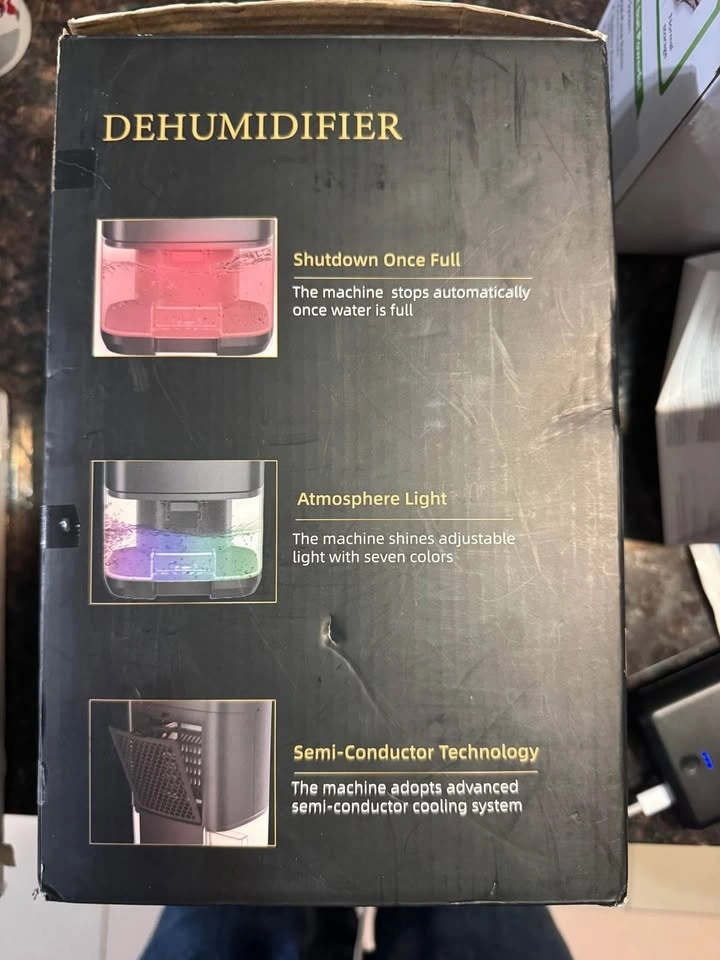 DEHUMIDIFIER
Shutdown Once Full
The machine stops automatically
once water is full
Atmosphere Light
The machine shines adjustable
light with seven colors
Semi-Conductor Technology
The machine adopts advanced
semi-conductor cooling system